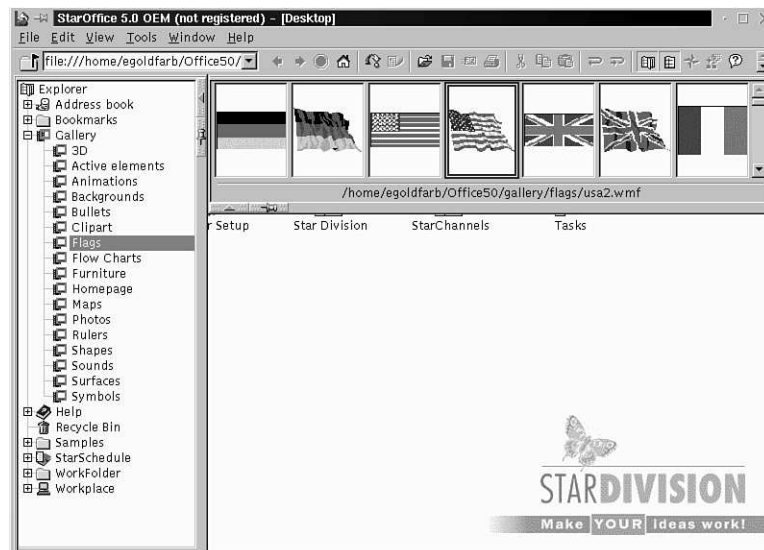 StarOffice 5.0 OEM (not registered) - [Desktop]
File Edit View Tools Window Help
file:///home/egoldfarb/Office50/
Explorer
Address book
Bookmarks
Gallery
3D
Active elements
Animations
Backgrounds
Bullets
Clipart
Flags
Flow Charts
Furniture
Homepage
Maps
Photos
Rulers
Shapes
Sounds
Surfaces
Symbols
Help
Recycle Bin
Samples
StarSchedule
WorkFolder
Workplace
/home/egoldfarb/Office50/gallery/flags/usa2.wmf
r Setup Star Division StarChannels Tasks
STARDIVISION
Make YOUR ideas work!